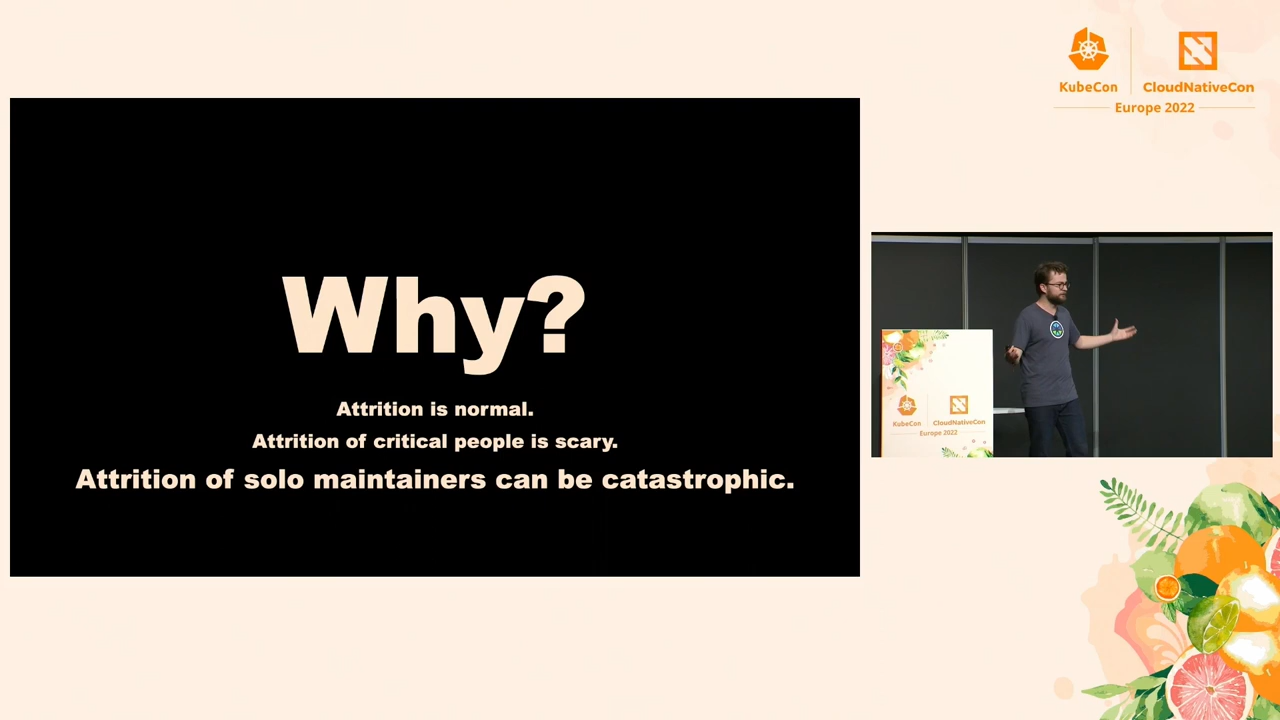 KubeCon
CloudNativeCon
Europe 2022
Why?
Attrition is normal.
Attrition of critical people is scary.
Attrition of solo maintainers can be catastrophic.
KubeCon
CloudNativeCon
Europe 2022